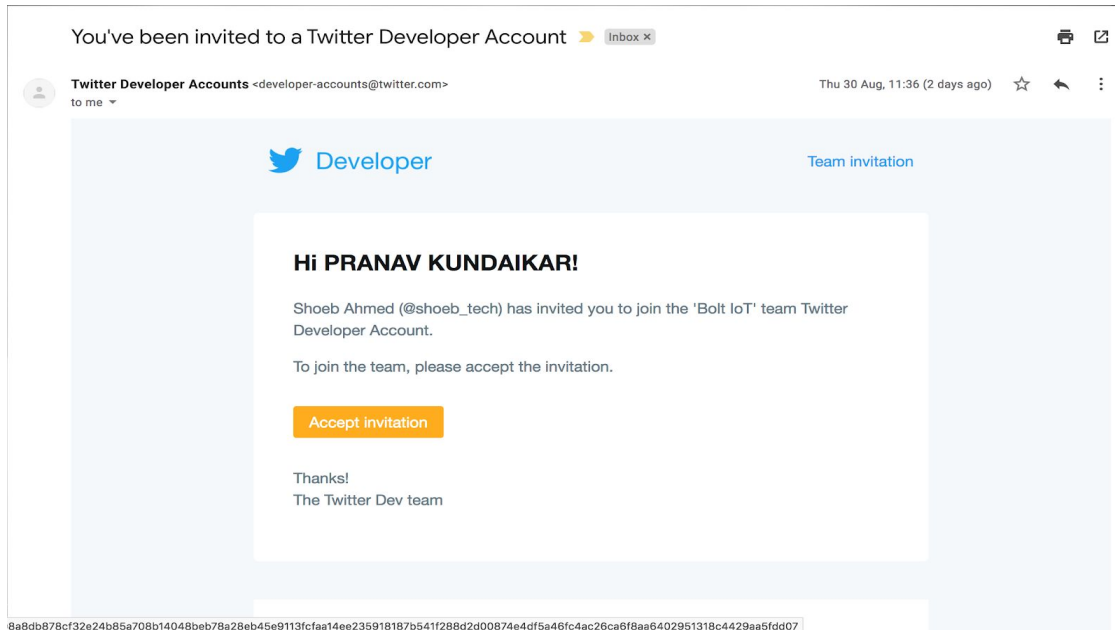 You've been invited to a Twitter Developer Account Inbox ×
Twitter Developer Accounts <developer-accounts@twitter.com> Thu 30 Aug, 11:36 (2 days ago)
to me
Developer Team invitation
Hi PRANAV KUNDAIKAR!
Shoeb Ahmed (@shoeb_tech) has invited you to join the 'Bolt IoT' team Twitter
Developer Account.
To join the team, please accept the invitation.
Accept invitation
Thanks!
The Twitter Dev team
8a8db878cf32e24b85a708b14048beb78a28eb45e9113fcfaa14ee235918187b541f288d2d00874e4df5a46fc4ac26ca6f8aa6402951318c4429aa5fdd07